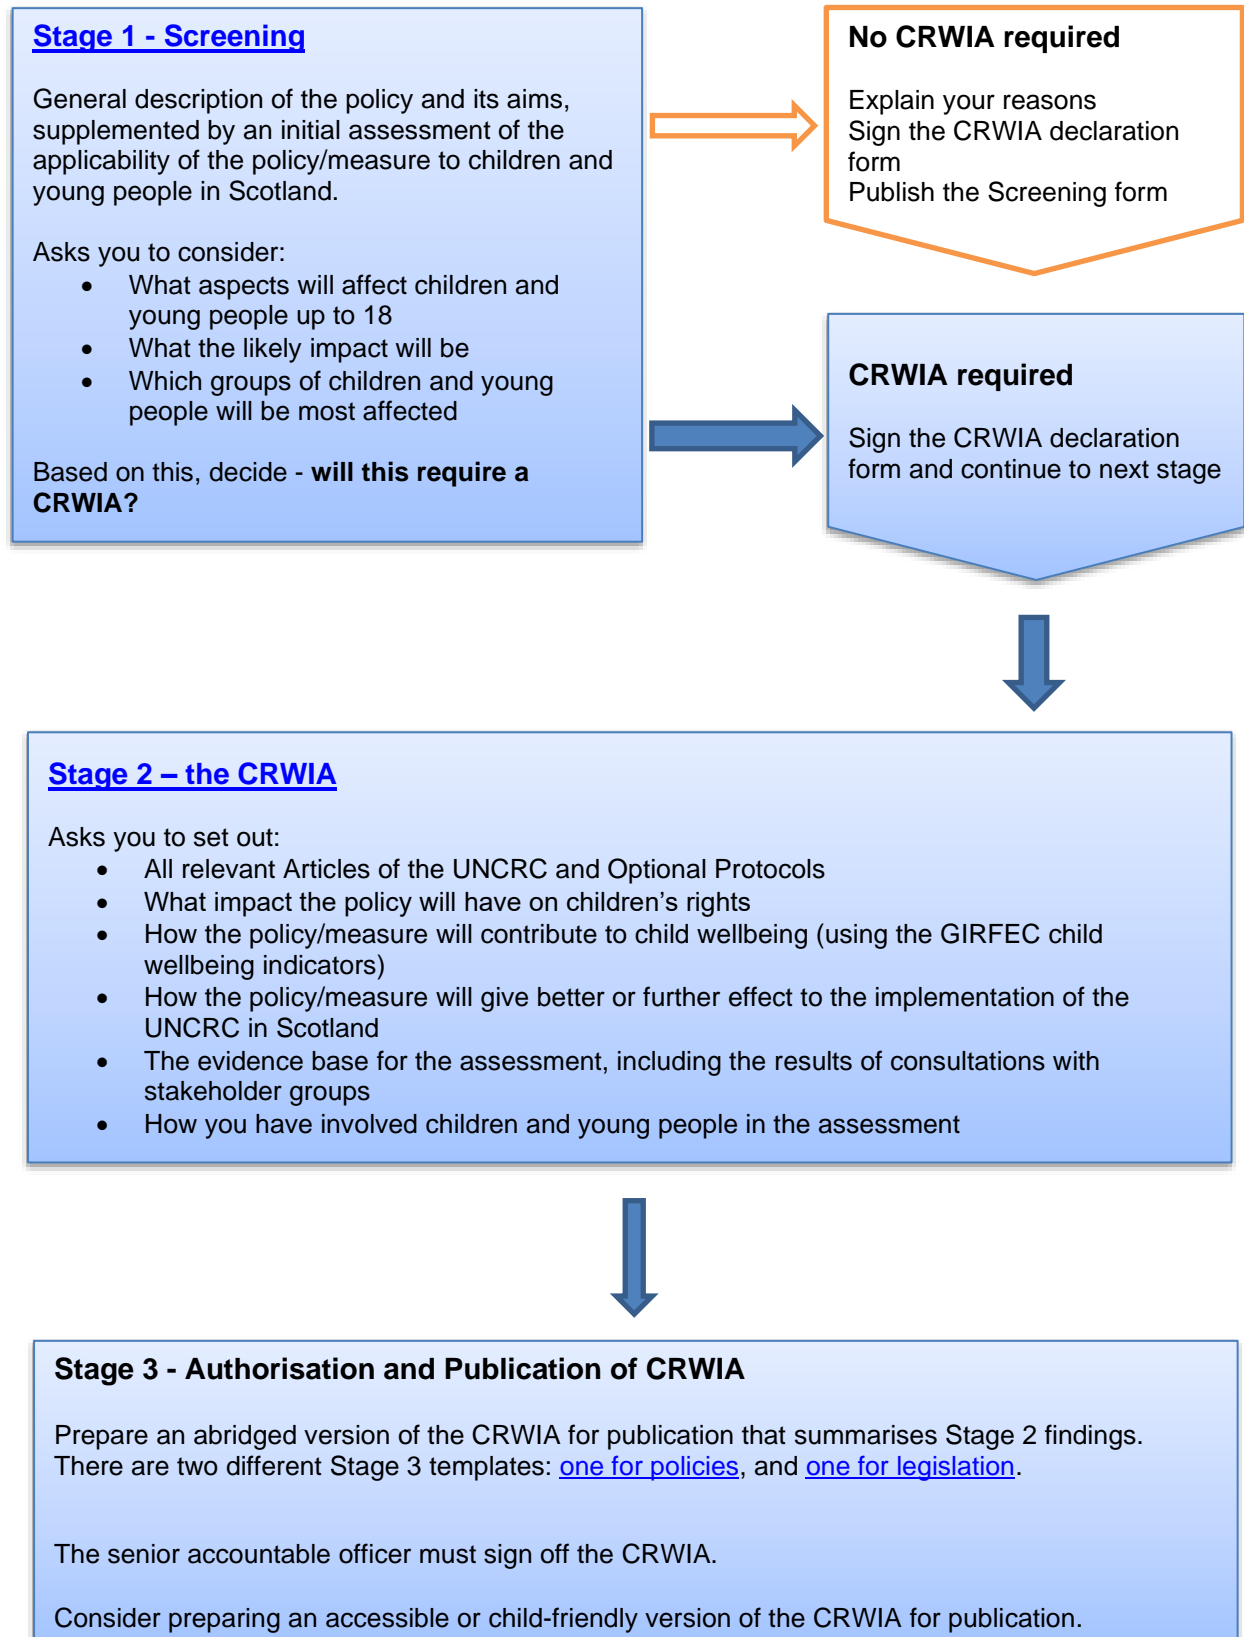 Stage 1 - Screening
General description of the policy and its aims,
supplemented by an initial assessment of the
applicability of the policy/measure to children and
young people in Scotland.
Asks you to consider:
• What aspects will affect children and
young people up to 18
• What the likely impact will be
• Which groups of children and young
people will be most affected
Based on this, decide - will this require a
CRWIA?
No CRWIA required
Explain your reasons
Sign the CRWIA declaration
form
Publish the Screening form
CRWIA required
Sign the CRWIA declaration
form and continue to next stage
Stage 2 – the CRWIA
Asks you to set out:
• All relevant Articles of the UNCRC and Optional Protocols
• What impact the policy will have on children’s rights
• How the policy/measure will contribute to child wellbeing (using the GIRFEC child
wellbeing indicators)
• How the policy/measure will give better or further effect to the implementation of the
UNCRC in Scotland
• The evidence base for the assessment, including the results of consultations with
stakeholder groups
• How you have involved children and young people in the assessment
Stage 3 - Authorisation and Publication of CRWIA
Prepare an abridged version of the CRWIA for publication that summarises Stage 2 findings.
There are two different Stage 3 templates: one for policies, and one for legislation.
The senior accountable officer must sign off the CRWIA.
Consider preparing an accessible or child-friendly version of the CRWIA for publication.